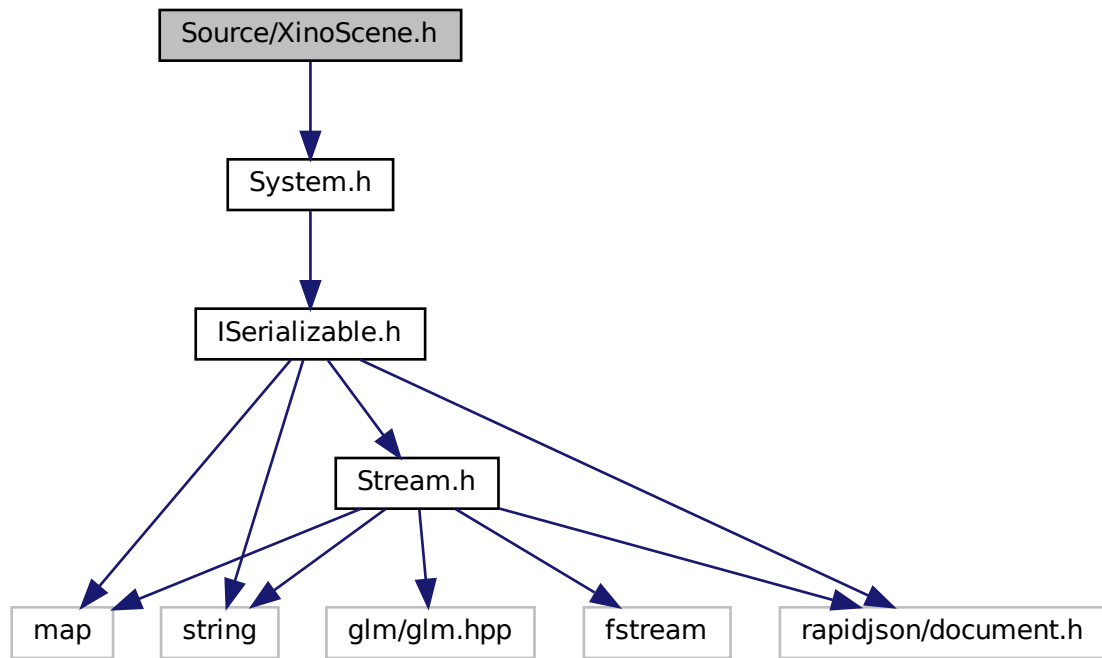 Source/XinoScene.h
System.h
ISerializable.h
Stream.h
map
string
glm/glm.hpp
fstream
rapidjson/document.h